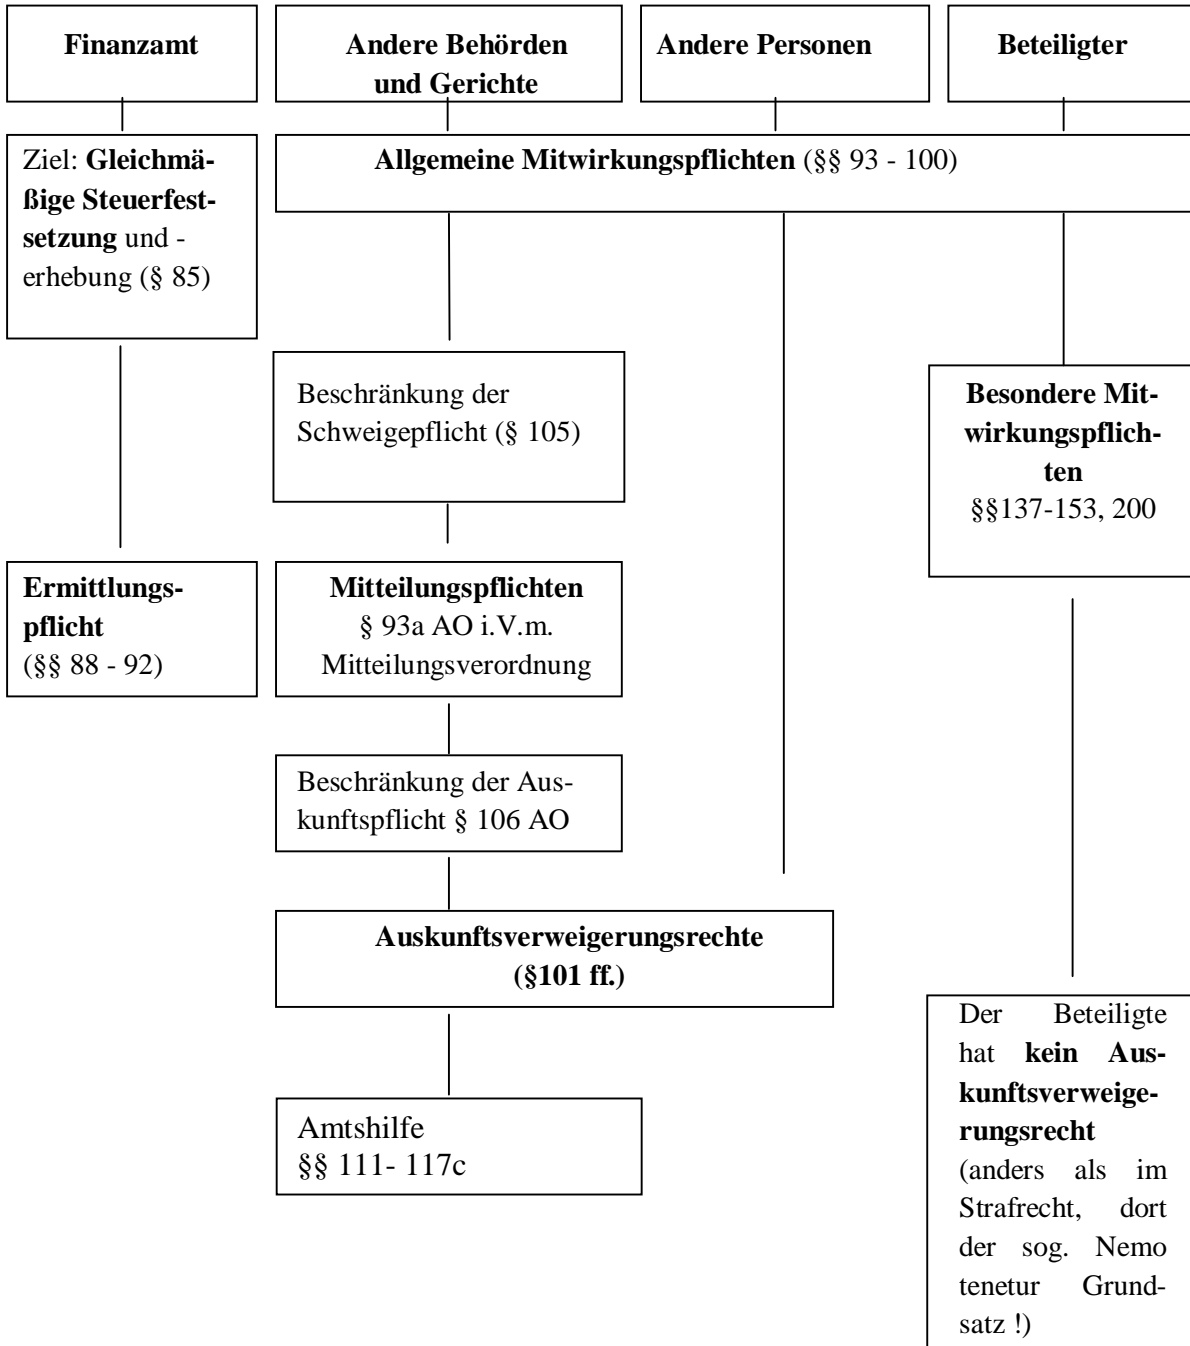 Finanzamt
Andere Behörden
und Gerichte
Andere Personen
Beteiligter
Ziel: Gleichmä-
ßige Steuerfest-
setzung und -
erhebung (§ 85)
Allgemeine Mitwirkungspflichten (§§ 93 - 100)
Beschränkung der
Schweigepflicht (§ 105)
Besondere Mit-
wirkungspflich-
ten
§§137-153, 200
Ermittlungs-
pflicht
(§§ 88 - 92)
Mitteilungspflichten
§ 93a AO i.V.m.
Mitteilungsverordnung
Beschränkung der Aus-
kunftspflicht § 106 AO
Auskunftsverweigerungsrechte
(§101 ff.)
Amtshilfe
§§ 111- 117c
Der Beteiligte
hat kein Aus-
kunftsverweige-
rungsrecht
(anders als im
Strafrecht, dort
der sog. Nemo
tenetur Grund-
satz !)